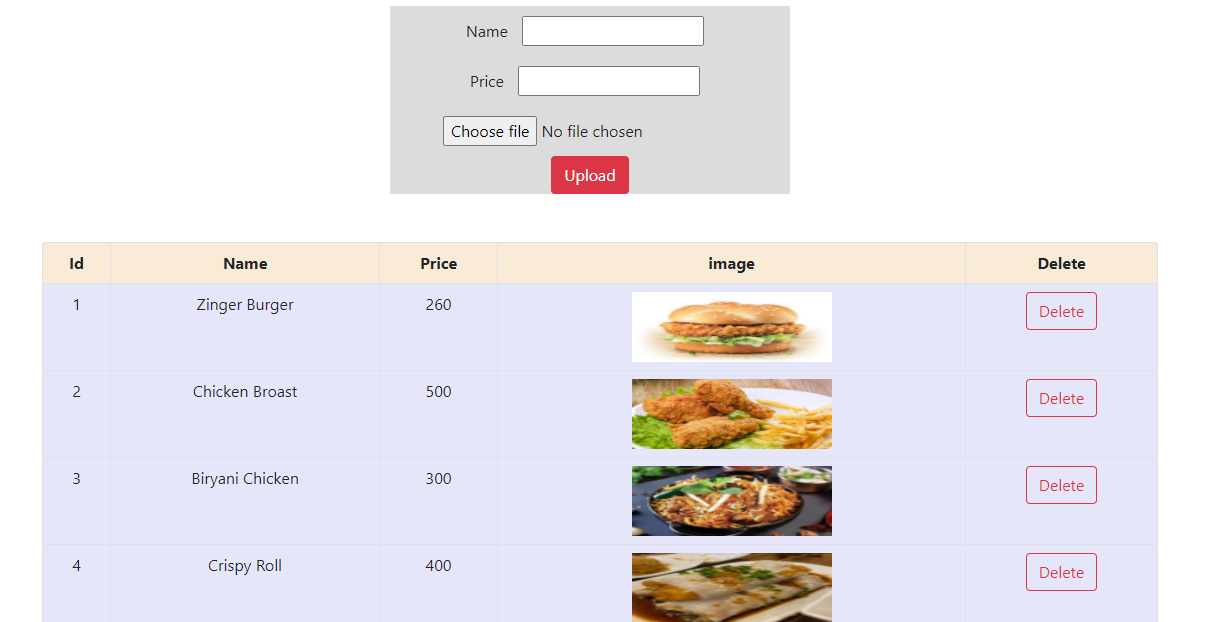 Name
Price
Choose file No file chosen
Upload
Id Name Price image Delete
1 Zinger Burger 260 Delete
2 Chicken Broast 500 Delete
3 Biryani Chicken 300 Delete
4 Crispy Roll 400 Delete